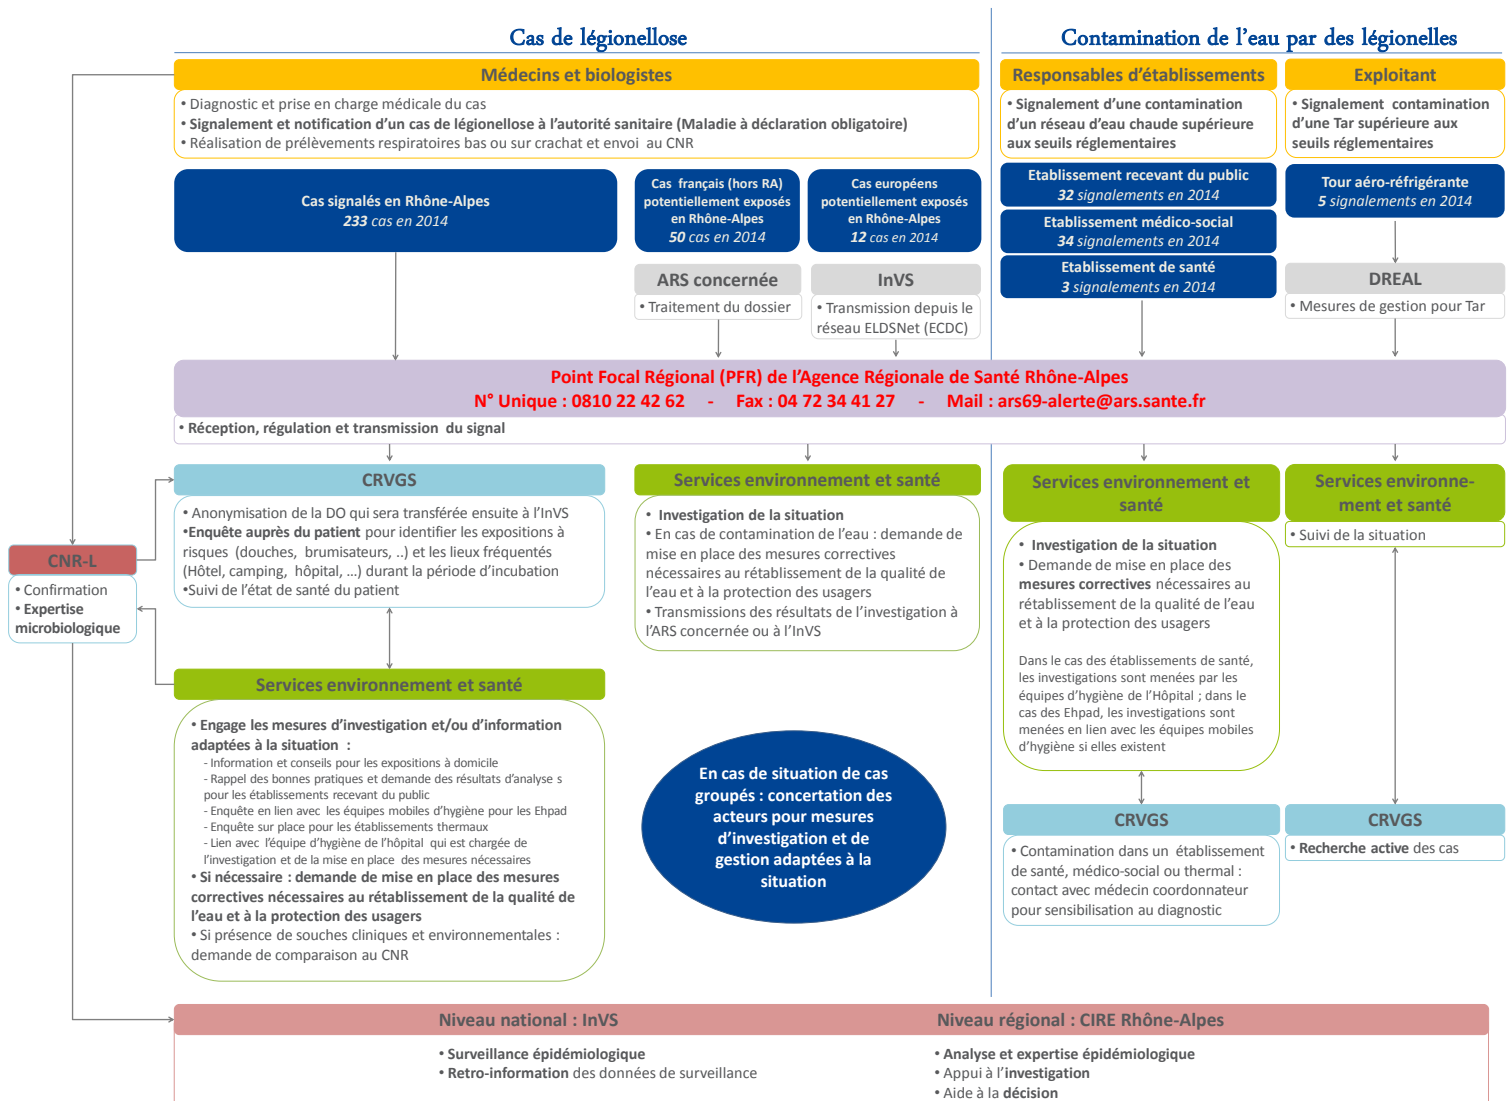 Cas de légionellose
Contamination de l’eau par des légionelles
Médecins et biologistes
• Diagnostic et prise en charge médicale du cas
• Signalement et notification d’un cas de légionellose à l’autorité sanitaire (Maladie à déclaration obligatoire)
• Réalisation de prélèvements respiratoires bas ou sur crachat et envoi au CNR
Responsables d’établissements
• Signalement d’une contamination
d’un réseau d’eau chaude supérieure
aux seuils réglementaires
Exploitant
• Signalement contamination
d’une Tar supérieure aux
seuils réglementaires
Cas signalés en Rhône-Alpes
233 cas en 2014
Cas français (hors RA)
potentiellement exposés
en Rhône-Alpes
50 cas en 2014
Cas européens
potentiellement exposés
en Rhône-Alpes
12 cas en 2014
Etablissement recevant du public
32 signalements en 2014
Etablissement médico-social
34 signalements en 2014
Etablissement de santé
3 signalements en 2014
Tour aéro-réfrigérante
5 signalements en 2014
ARS concernée
• Traitement du dossier
InVS
• Transmission depuis le
réseau ELDSNet (ECDC)
DREAL
• Mesures de gestion pour Tar
Point Focal Régional (PFR) de l’Agence Régionale de Santé Rhône-Alpes
N° Unique : 0810 22 42 62 - Fax : 04 72 34 41 27 - Mail : ars69-alerte@ars.sante.fr
• Réception, régulation et transmission du signal
CRVGS
• Anonymisation de la DO qui sera transférée ensuite à l’InVS
•Enquête auprès du patient pour identifier les expositions à
risques (douches, brumisateurs, ..) et les lieux fréquentés
(Hôtel, camping, hôpital, ...) durant la période d’incubation
•Suivi de l’état de santé du patient
CNR-L
• Confirmation
• Expertise
microbiologique
Services environnement et santé
• Investigation de la situation
• En cas de contamination de l’eau : demande de
mise en place des mesures correctives
nécessaires au rétablissement de la qualité de
l’eau et à la protection des usagers
• Transmissions des résultats de l’investigation à
l’ARS concernée ou à l’InVS
Services environnement et
santé
• Investigation de la situation
• Demande de mise en place des
mesures correctives nécessaires au
rétablissement de la qualité de l’eau
et à la protection des usagers
Dans le cas des établissements de santé,
les investigations sont menées par les
équipes d’hygiène de l’Hôpital ; dans le
cas des Ehpad, les investigations sont
menées en lien avec les équipes mobiles
d’hygiène si elles existent
Services environne-
ment et santé
• Suivi de la situation
Services environnement et santé
• Engage les mesures d’investigation et/ou d’information
adaptées à la situation :
- Information et conseils pour les expositions à domicile
- Rappel des bonnes pratiques et demande des résultats d’analyse s
pour les établissements recevant du public
- Enquête en lien avec les équipes mobiles d’hygiène pour les Ehpad
- Enquête sur place pour les établissements thermaux
- Lien avec l’équipe d’hygiène de l’hôpital qui est chargée de
l’investigation et de la mise en place des mesures nécessaires
• Si nécessaire : demande de mise en place des mesures
correctives nécessaires au rétablissement de la qualité de
l’eau et à la protection des usagers
• Si présence de souches cliniques et environnementales :
demande de comparaison au CNR
En cas de situation de cas
groupés : concertation des
acteurs pour mesures
d’investigation et de
gestion adaptées à la
situation
CRVGS
• Contamination dans un établissement
de santé, médico-social ou thermal :
contact avec médecin coordonnateur
pour sensibilisation au diagnostic
CRVGS
• Recherche active des cas
Niveau national : InVS
• Surveillance épidémiologique
• Retro-information des données de surveillance
Niveau régional : CIRE Rhône-Alpes
• Analyse et expertise épidémiologique
• Appui à l’investigation
• Aide à la décision